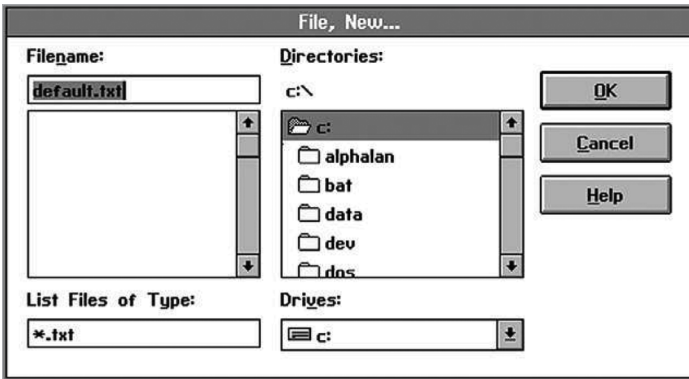 File, New...
Filename:
default.txt
Directories:
c:\
c:
alphalan
bat
data
dev
dos
OK
Cancel
Help
List Files of Type:
*.txt
Drives:
c: